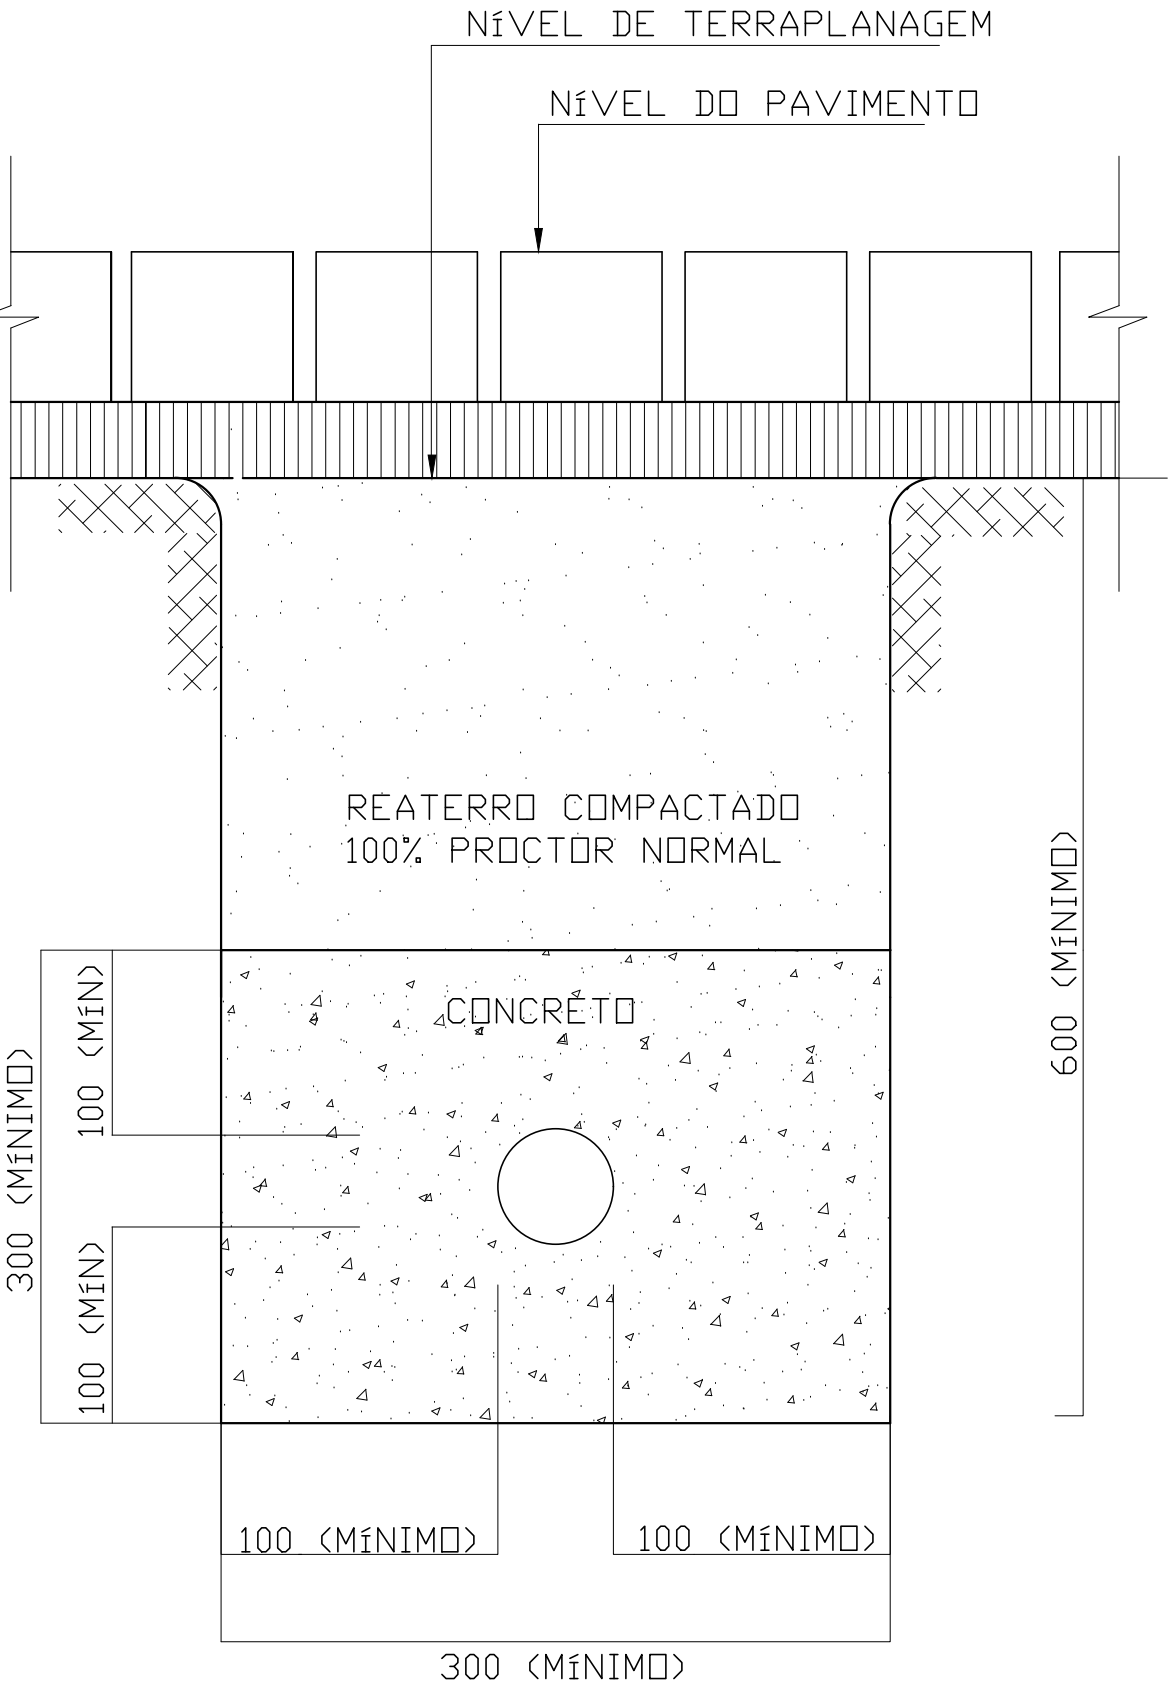 NÍVEL DE TERRAPLANAGEM
NÍVEL DO PAVIMENTO
REATERRO COMPACTADO
100% PROCTOR NORMAL
CONCRETO
100 (MÍN)
300 (MÍNIMO)
100 (MÍN)
600 (MÍNIMO)
100 (MÍNIMO)
100 (MÍNIMO)
300 (MÍNIMO)